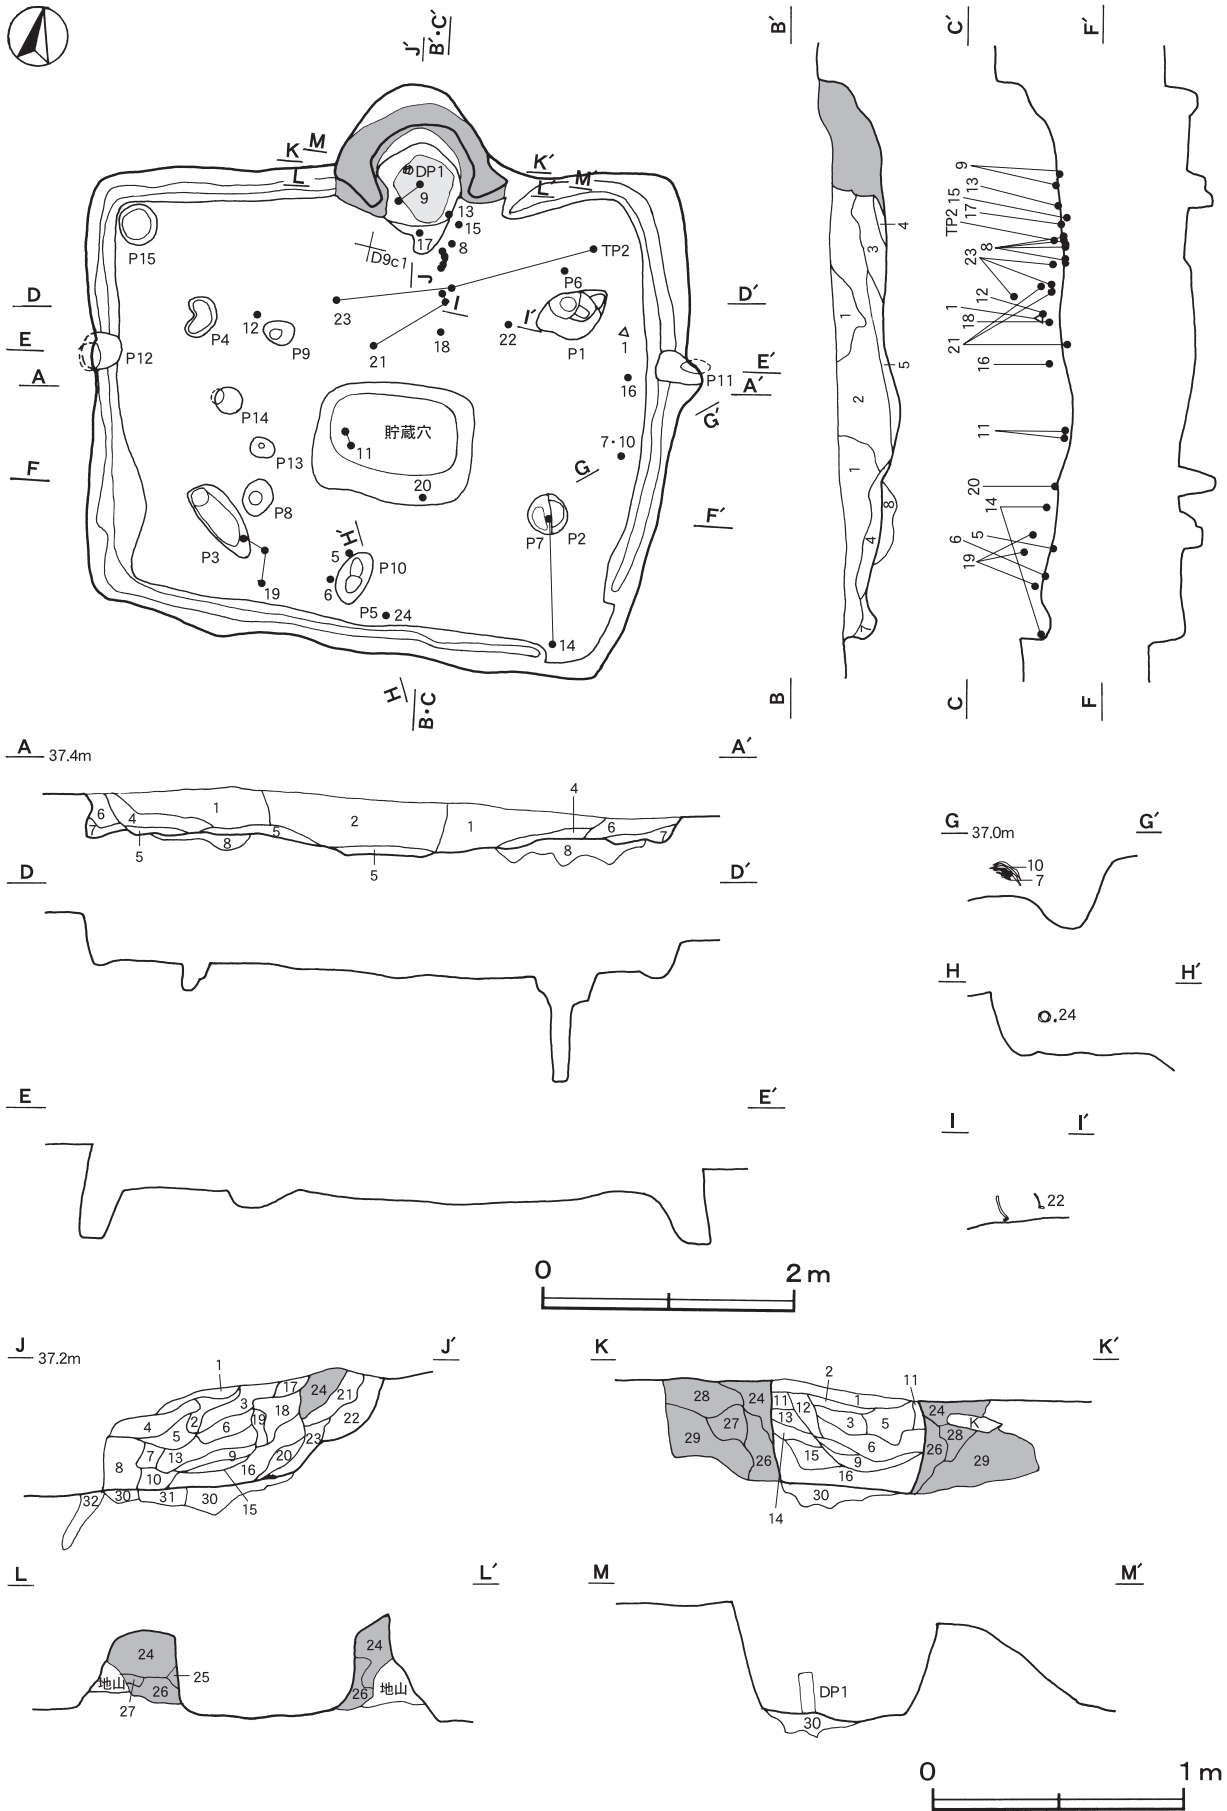 J´ B´・C´
B´
C´
F´
K M
L
K´
L´ M´
DP1
9
13
15
17
8
D9c1
J
TP2
P15
P6
D
D´
23
I
I´
12
P4
P9
22
P1
1
E
P12
21
18
E´
P11
A
A´
16
G´
P14
貯蔵穴
11
7・10
P13
G
F
20
P8
F´
P3
H´
P7 P2
5
P10
6
19
P5
24
14
H
B・C
4
3
1
5
2
1
8
4
7
B
9
13
15
17
TP2
8
23
12
1
18
21
16
11
20
14
5
6
19
C
F
A 37.4m
A´
6
7
4
1
5
8
5
2
5
1
4
8
6
7
G 37.0m
G´
10
7
D
D´
H
H´
24
E
E´
I
I´
22
0 2m
J 37.2m
J´
1
17
24
21
22
4
2
3
19
18
5
6
23
8
7
13
9
20
10
16
32
30
31
30
15
K
K´
2
11
28
24
11
12
1
24
K
27
13
3
5
28
29
26
15
6
9
26
29
16
30
14
L
L´
24
25
地山
26
27
24
26
地山
M
M´
DP1
30
0 1m